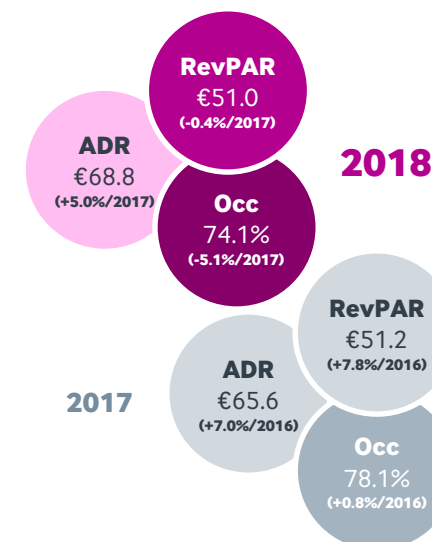 RevPAR
€51.0
(-0.4%/2017)
ADR
€68.8
(+5.0%/2017)
2018
Occ
74.1%
(-5.1%/2017)
RevPAR
€51.2
(+7.8%/2016)
2017
ADR
€65.6
(+7.0%/2016)
Occ
78.1%
(+0.8%/2016)